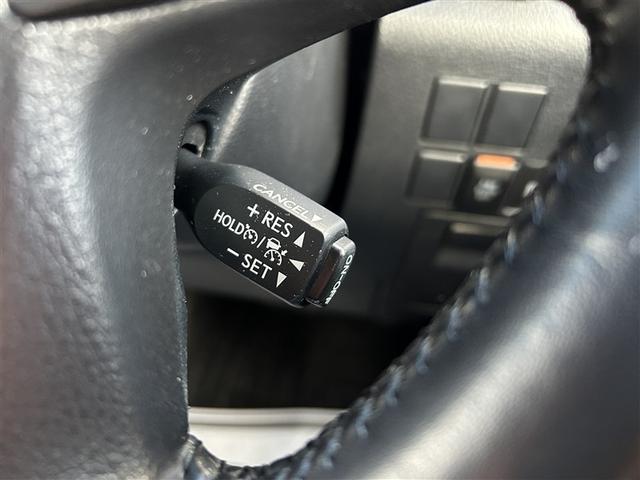 CANCEL
+ RES
HOLD /
− SET
ON-OFF